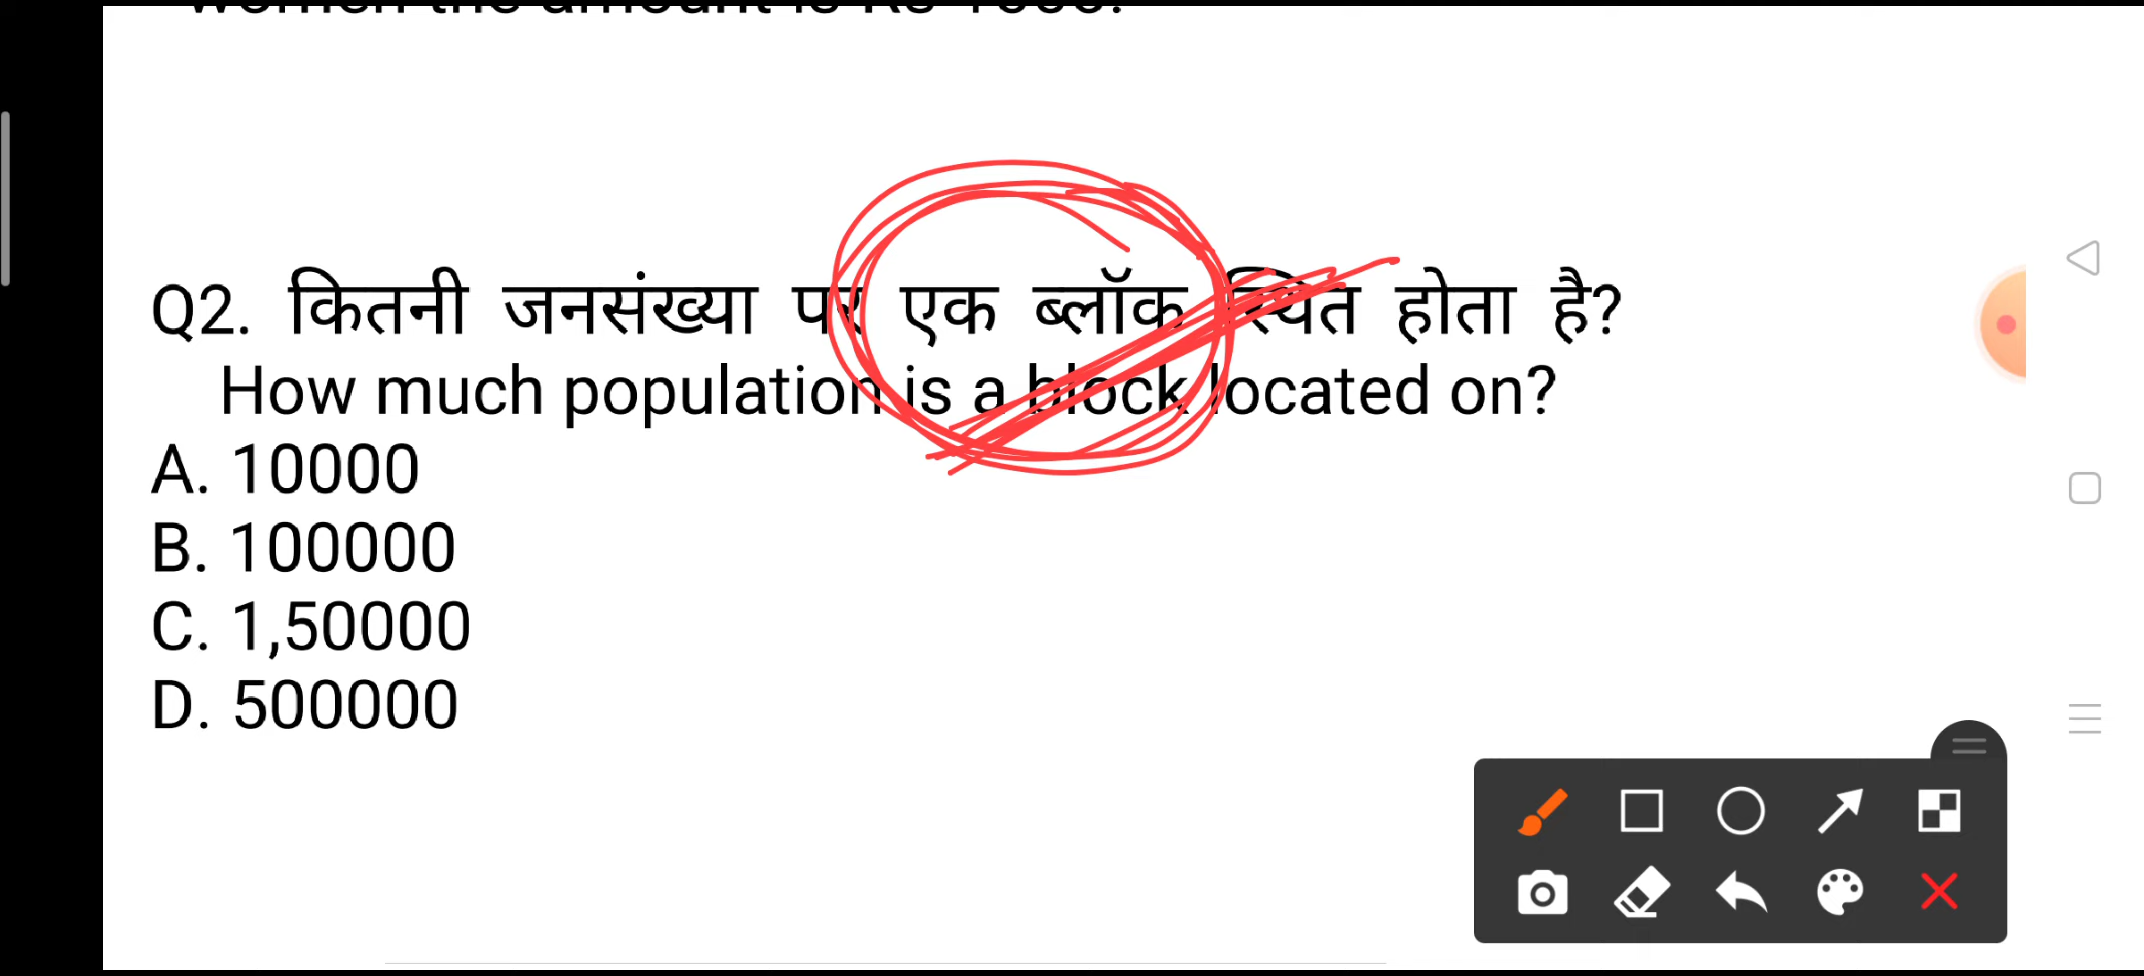 Q2. कितनी जनसंख्या पर एक ब्लॉक स्थित होता है?
How much population is a block located on?
A. 10000
B. 100000
C. 1,50000
D. 500000